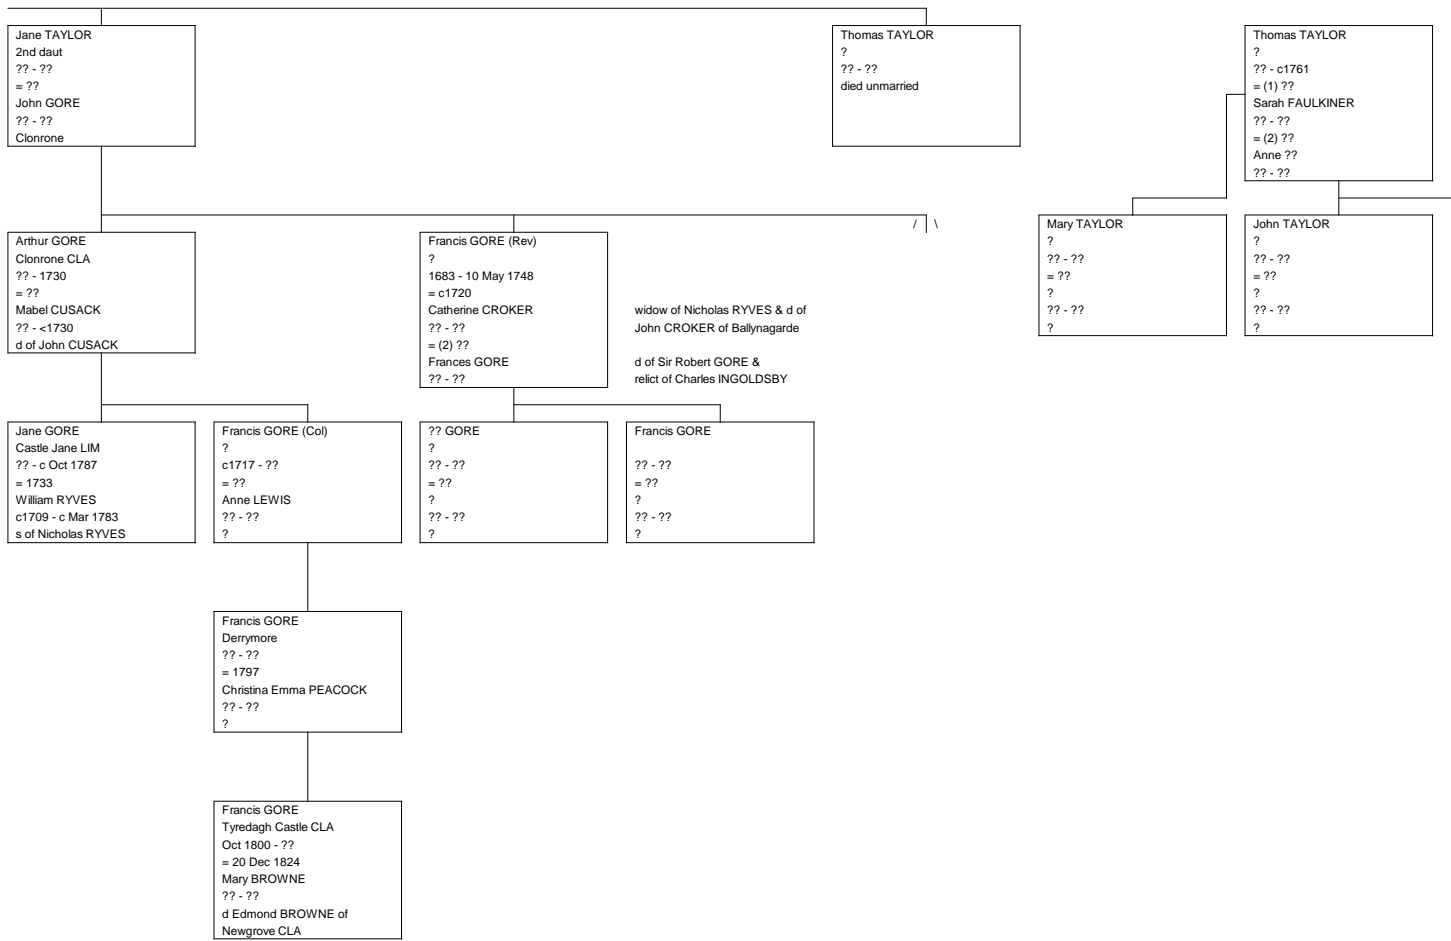 Jane TAYLOR
2nd daut
?? - ??
= ??
John GORE
?? - ??
Clonrone
Thomas TAYLOR
?
?? - ??
died unmarried
Thomas TAYLOR
?
?? - c1761
= (1) ??
Sarah FAULKINER
?? - ??
= (2) ??
Anne ??
?? - ??
Arthur GORE
Clonrone CLA
?? - 1730
= ??
Mabel CUSACK
?? - <1730
d of John CUSACK
Francis GORE (Rev)
?
1683 - 10 May 1748
= c1720
Catherine CROKER
?? - ??
= (2) ??
Frances GORE
?? - ??
widow of Nicholas RYVES & d of
John CROKER of Ballynagarde
d of Sir Robert GORE &
relict of Charles INGOLDSBY
/ \
Mary TAYLOR
?
?? - ??
= ??
?
?? - ??
?
John TAYLOR
?
?? - ??
= ??
?
?? - ??
?
Jane GORE
Castle Jane LIM
?? - c Oct 1787
= 1733
William RYVES
c1709 - c Mar 1783
s of Nicholas RYVES
Francis GORE (Col)
?
c1717 - ??
= ??
Anne LEWIS
?? - ??
?
?? GORE
?
?? - ??
= ??
?
?? - ??
?
Francis GORE
?? - ??
= ??
?
?? - ??
?
Francis GORE
Derrymore
?? - ??
= 1797
Christina Emma PEACOCK
?? - ??
?
Francis GORE
Tyredagh Castle CLA
Oct 1800 - ??
= 20 Dec 1824
Mary BROWNE
?? - ??
d Edmond BROWNE of
Newgrove CLA